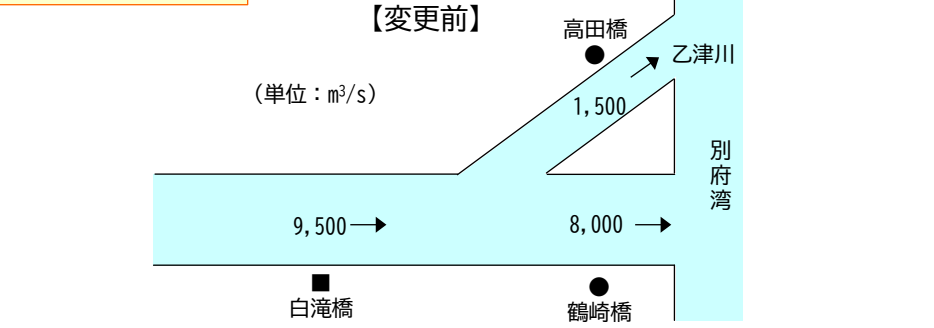 【変更前】
高田橋
乙津川
(単位:m³/s)
1,500
別府湾
9,500
8,000
白滝橋
鶴崎橋